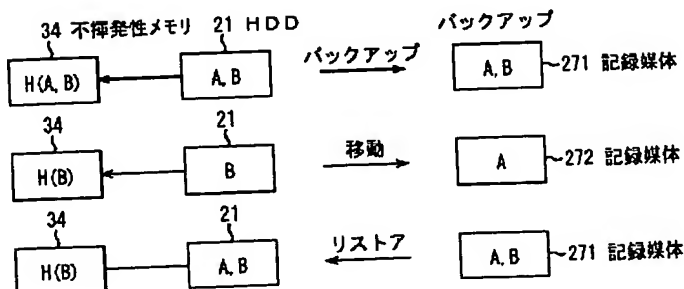 34 不揮発性メモリ
21 HDD
バックアップ
H(A, B)
A, B
バックアップ
A, B
271 記録媒体
34
21
H(B)
B
移動
A
272 記録媒体
34
21
H(B)
A, B
リストア
A, B
271 記録媒体